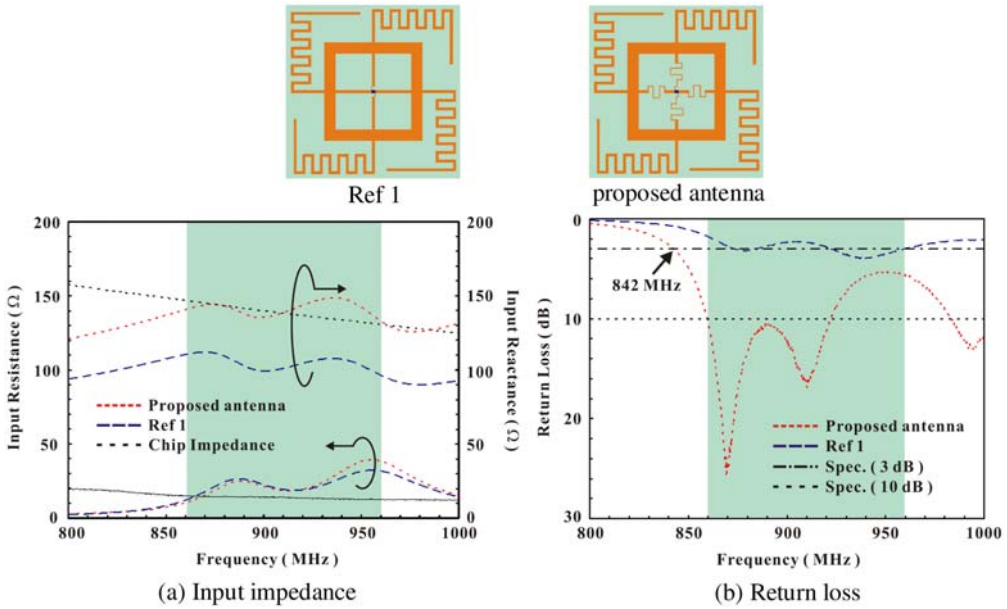 Ref 1
proposed antenna
200
150
100
50
0
Input Resistance ( Ω )
200
150
100
50
0
Input Reactance ( Ω )
Proposed antenna
Ref 1
Chip Impedance
800
850
900
950
1000
Frequency ( MHz )
(a) Input impedance
0
10
20
30
Return Loss ( dB )
842 MHz
Proposed antenna
Ref 1
Spec. ( 3 dB )
Spec. ( 10 dB )
800
850
900
950
1000
Frequency ( MHz )
(b) Return loss